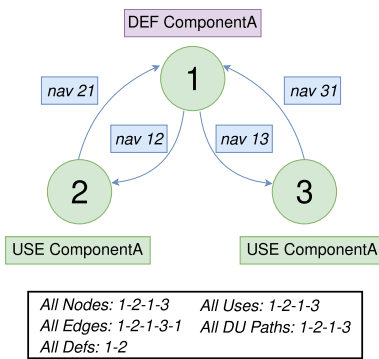 DEF ComponentA
1
nav 21
nav 31
nav 12
nav 13
2
3
USE ComponentA
USE ComponentA
All Nodes: 1-2-1-3
All Uses: 1-2-1-3
All Edges: 1-2-1-3-1
All DU Paths: 1-2-1-3
All Defs: 1-2